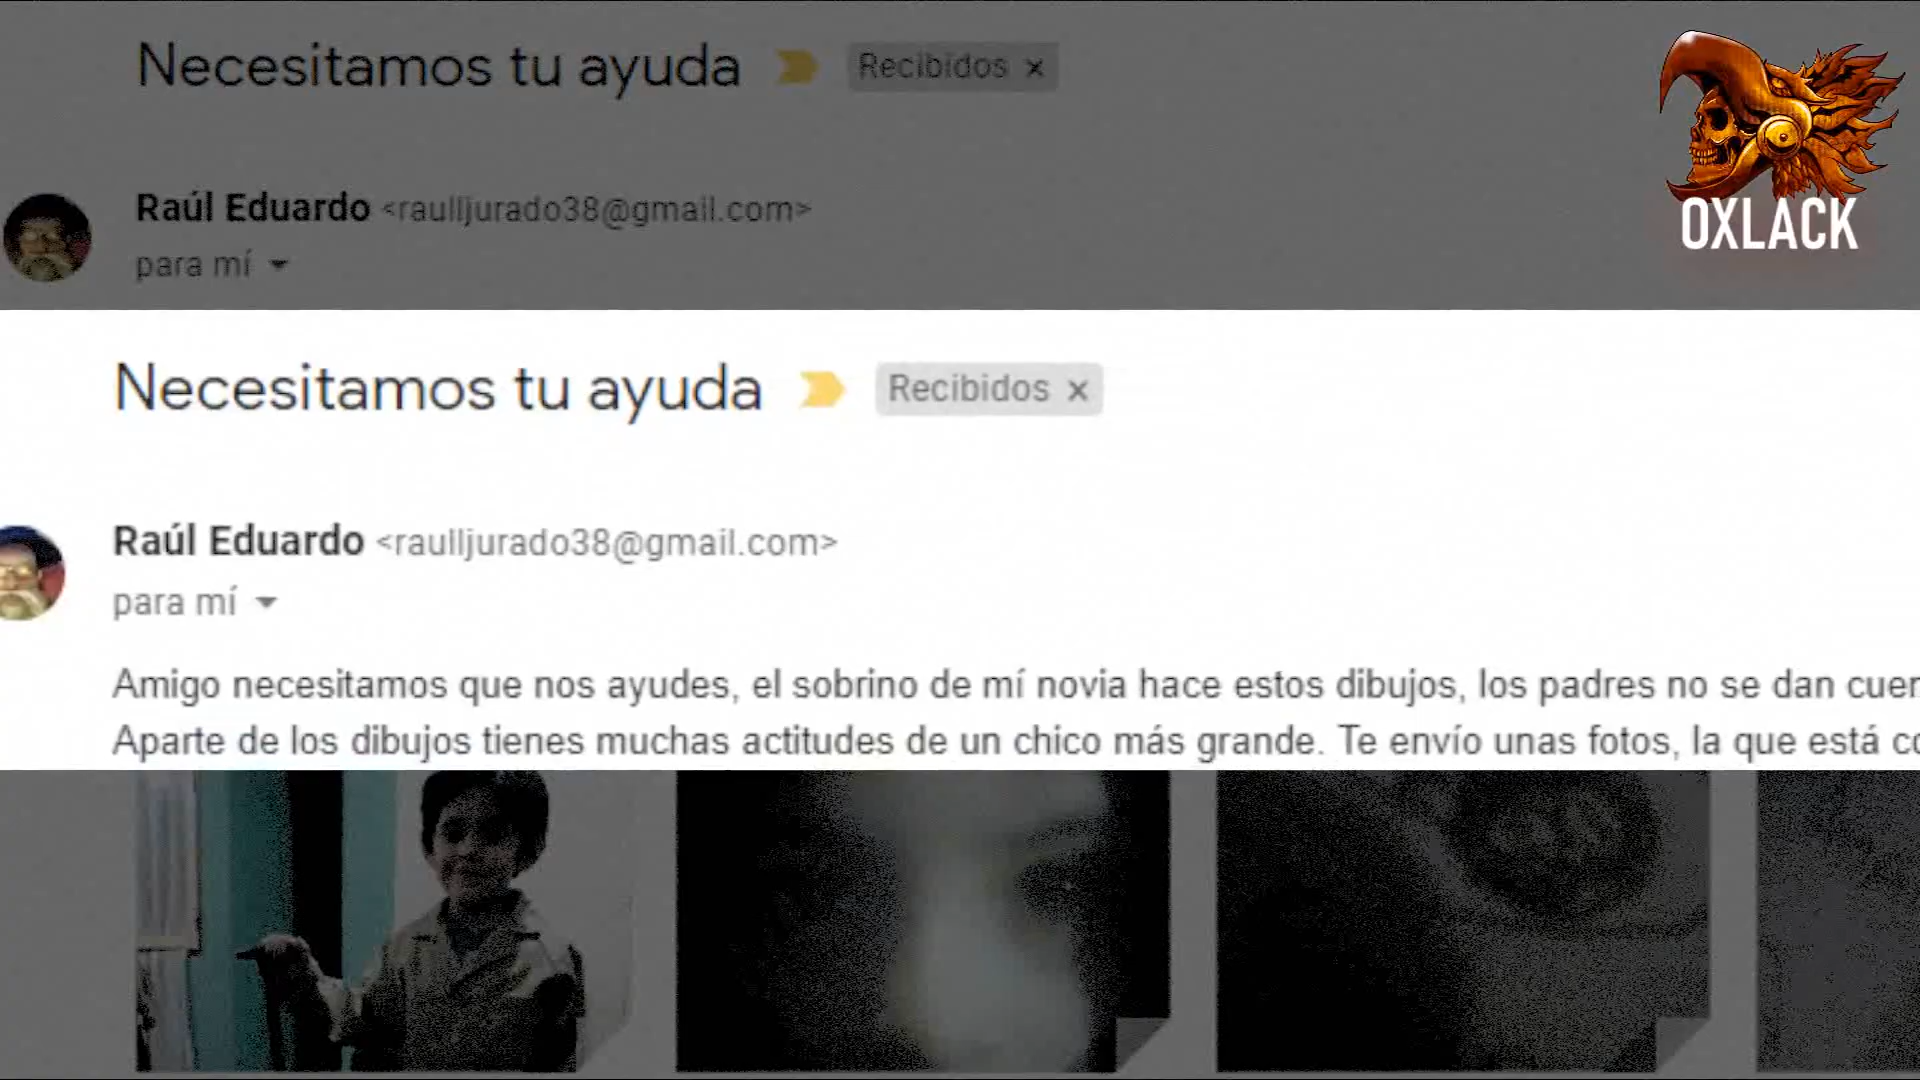 Necesitamos tu ayuda Recibidos x
OXLACK
Raúl Eduardo <raulljurado38@gmail.com>
para mí
Necesitamos tu ayuda Recibidos x
Raúl Eduardo <raulljurado38@gmail.com>
para mí
Amigo necesitamos que nos ayudes, el sobrino de mí novia hace estos dibujos, los padres no se dan
Aparte de los dibujos tienes muchas actitudes de un chico más grande. Te envío unas fotos, la que está